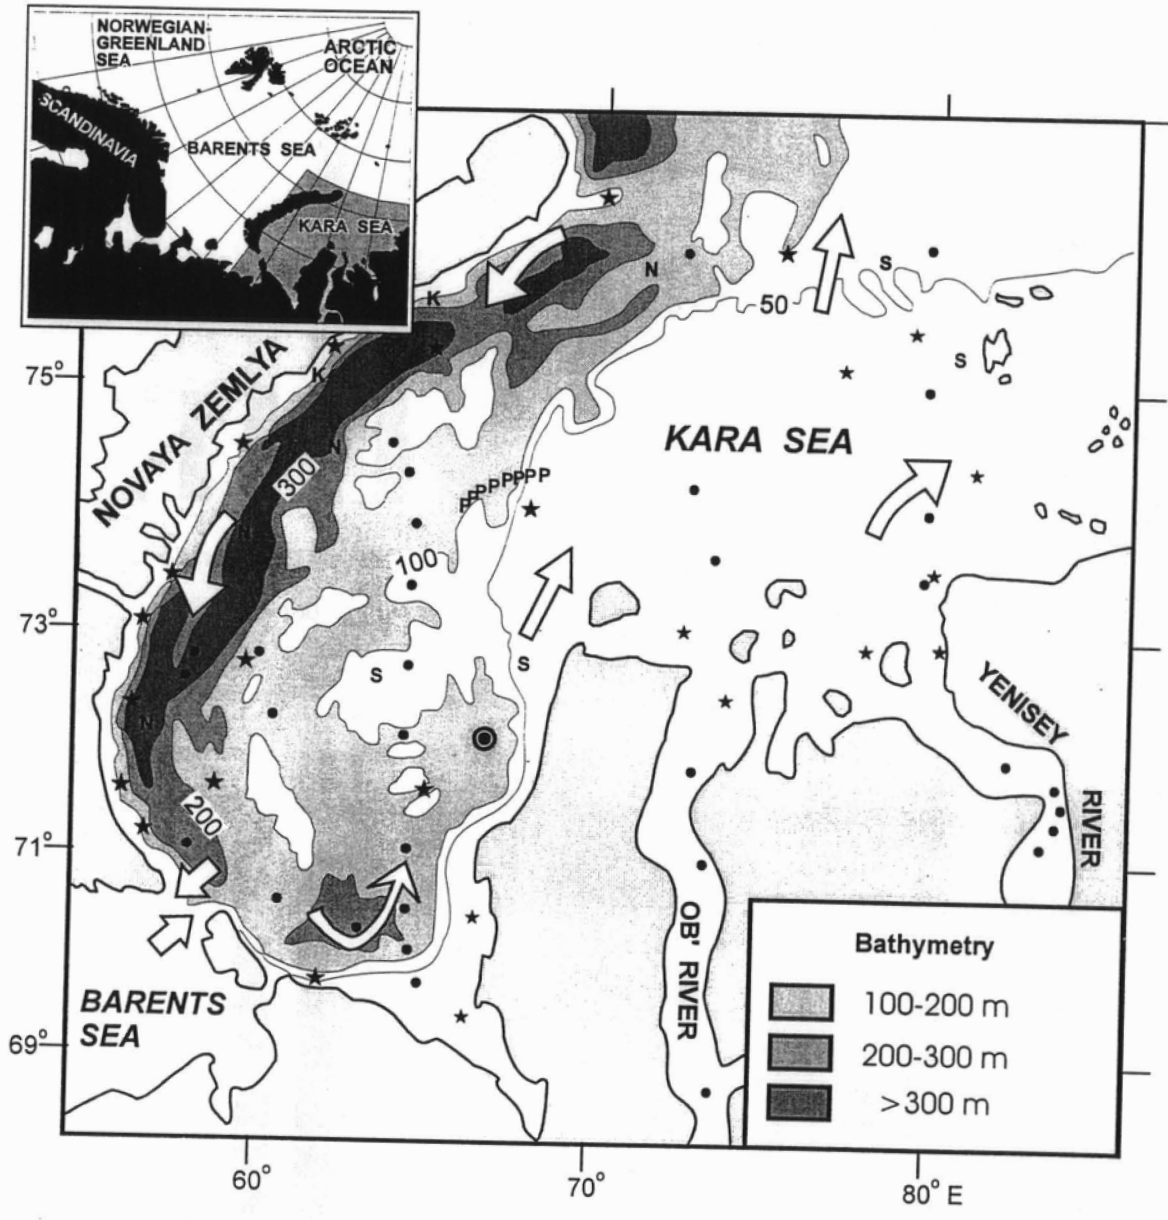 NORWEGIAN-
GREENLAND
SEA
ARCTIC
OCEAN
SCANDINAVIA
BARENTS SEA
KARA SEA
S
N
K
50
S
75°
K
NOVAYA ZEMLYA
KARA SEA
N
300
PPPPPPPP
N
100
73°
S
S
N
YENISEY
RIVER
200
71°
OB' RIVER
BARENTS
SEA
69°
Bathymetry
100-200 m
200-300 m
>300 m
60°
70°
80° E